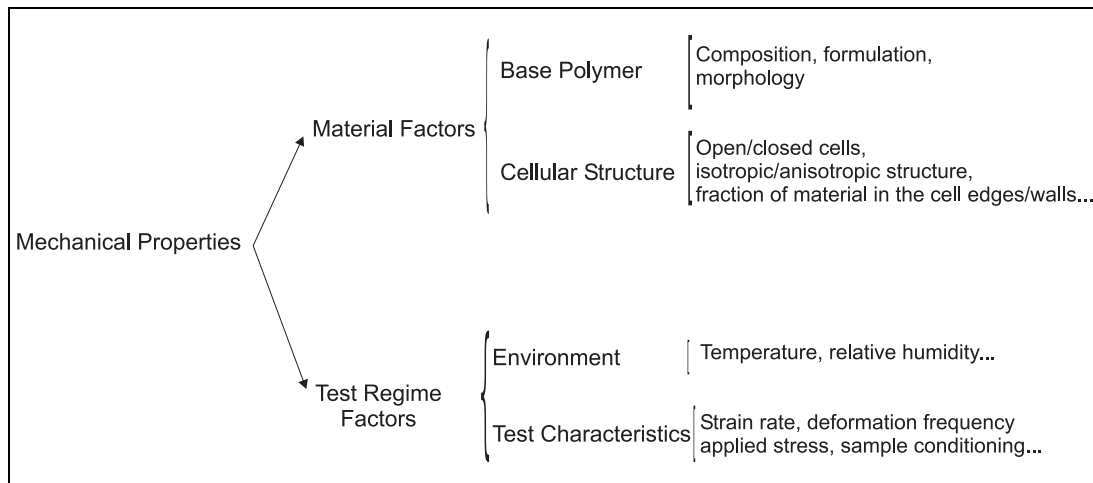 Mechanical Properties
Material Factors
Base Polymer
Composition, formulation,
morphology
Cellular Structure
Open/closed cells,
isotropic/anisotropic structure,
fraction of material in the cell edges/walls...
Test Regime
Factors
Environment
Temperature, relative humidity...
Test Characteristics
Strain rate, deformation frequency
applied stress, sample conditioning...